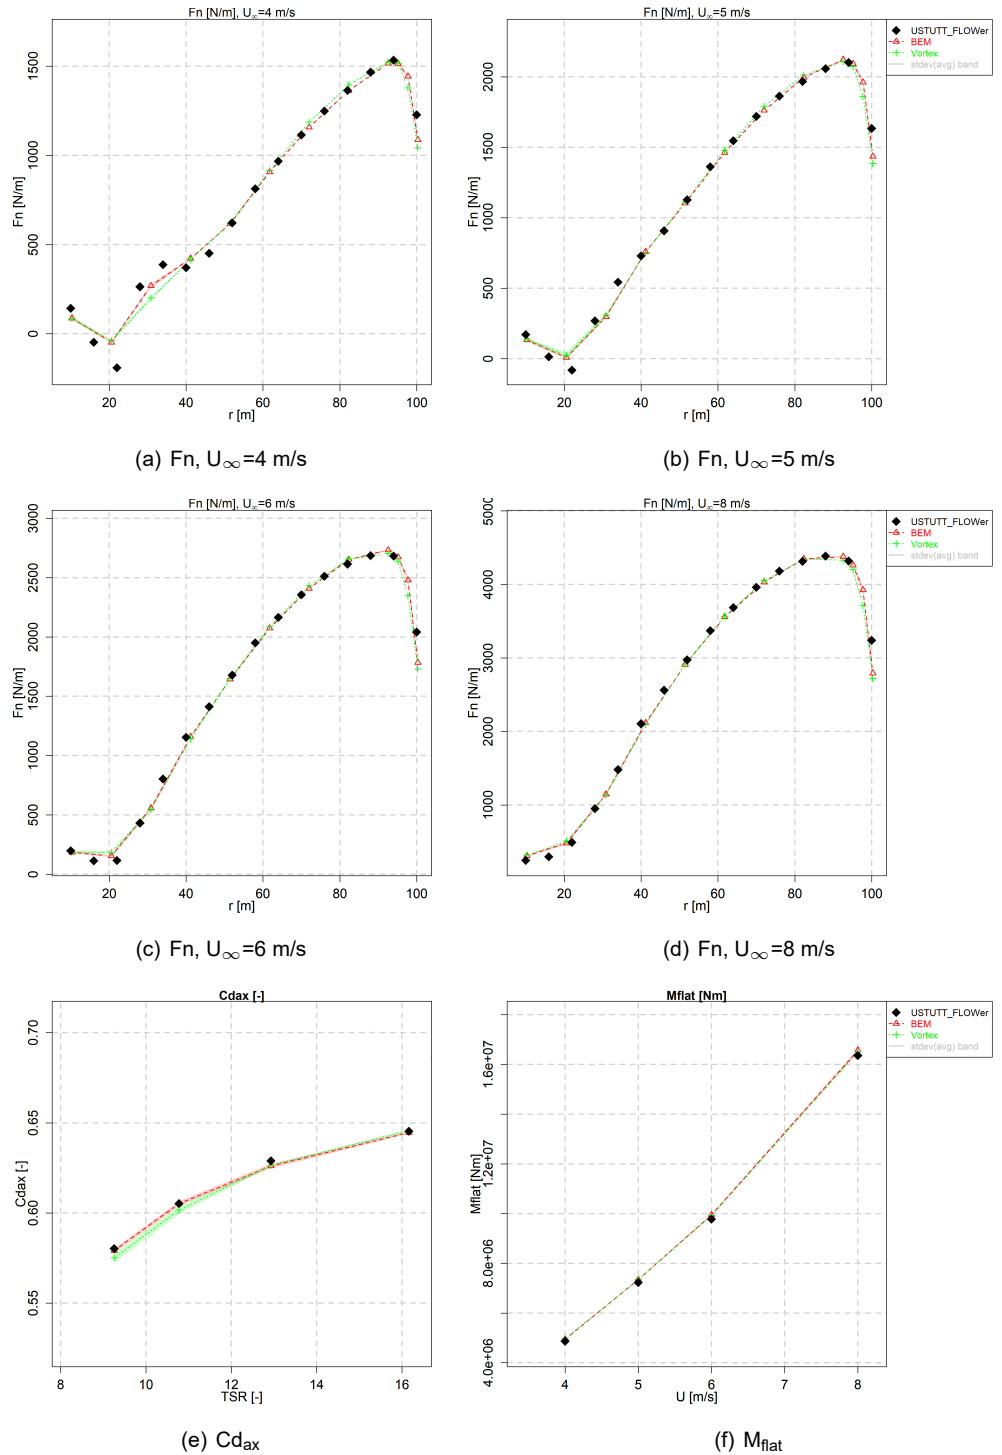 Fn [N/m], U∞=4 m/s
Fn [N/m]
0
500
1000
1500
20
40
60
80
100
r [m]
(a) Fn, U∞=4 m/s
Fn [N/m], U∞=5 m/s
Fn [N/m]
0
500
1000
1500
2000
20
40
60
80
100
r [m]
USTUTT_FLOWer
BEM
Vortex
stdev(avg) band
(b) Fn, U∞=5 m/s
Fn [N/m], U∞=6 m/s
Fn [N/m]
0
500
1000
1500
2000
2500
3000
20
40
60
80
100
r [m]
(c) Fn, U∞=6 m/s
Fn [N/m], U∞=8 m/s
Fn [N/m]
1000
2000
3000
4000
5000
20
40
60
80
100
r [m]
USTUTT_FLOWer
BEM
Vortex
stdev(avg) band
(d) Fn, U∞=8 m/s
Cdax [-]
Cdax [-]
0.55
0.60
0.65
0.70
8
10
12
14
16
TSR [-]
(e) Cdax
Mflat [Nm]
Mflat [Nm]
4.0e+06
8.0e+06
1.2e+07
1.6e+07
4
5
6
7
8
U [m/s]
USTUTT_FLOWer
BEM
Vortex
stdev(avg) band
(f) Mflat